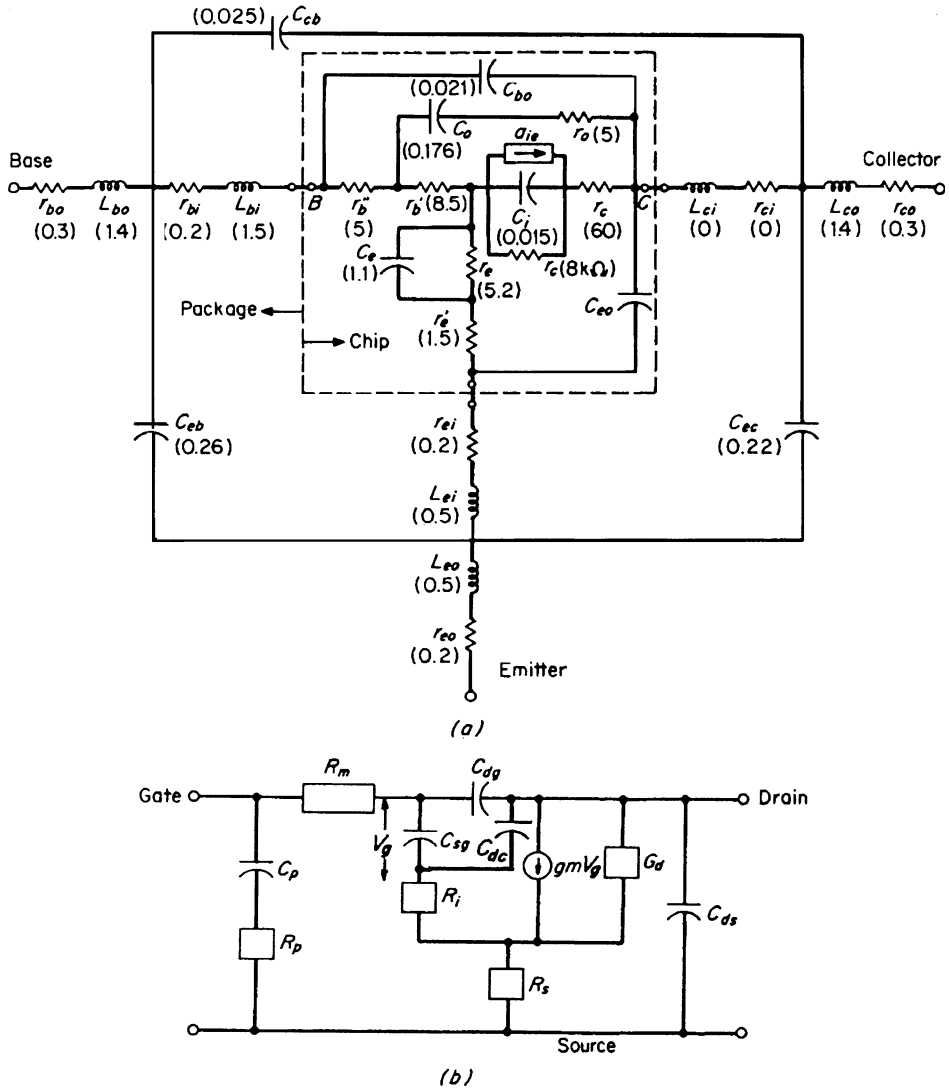 (0.025) C_cb
(0.021) C_bo
C_o r_o(5)
(0.176) a_ie
Base
Collector
r_bo L_bo r_bi L_bi B r_b'' r_b'(8.5) C_i r_c C L_ci r_ci L_co r_co
(0.3) (1.4) (0.2) (1.5) (5) (0.015) (60) (0) (0) (1.4) (0.3)
C_e r_e r_c(8kΩ)
(1.1) (5.2)
Package C_eo
r_e'
(1.5)
Chip
C_eb r_ei C_ec
(0.26) (0.2) (0.22)
L_ei
(0.5)
L_eo
(0.5)
r_eo
(0.2)
Emitter
(a)
R_m C_dg
Gate Drain
V_g C_sg C_dc gmV_g G_d
C_p R_i C_ds
R_p R_s
Source
(b)